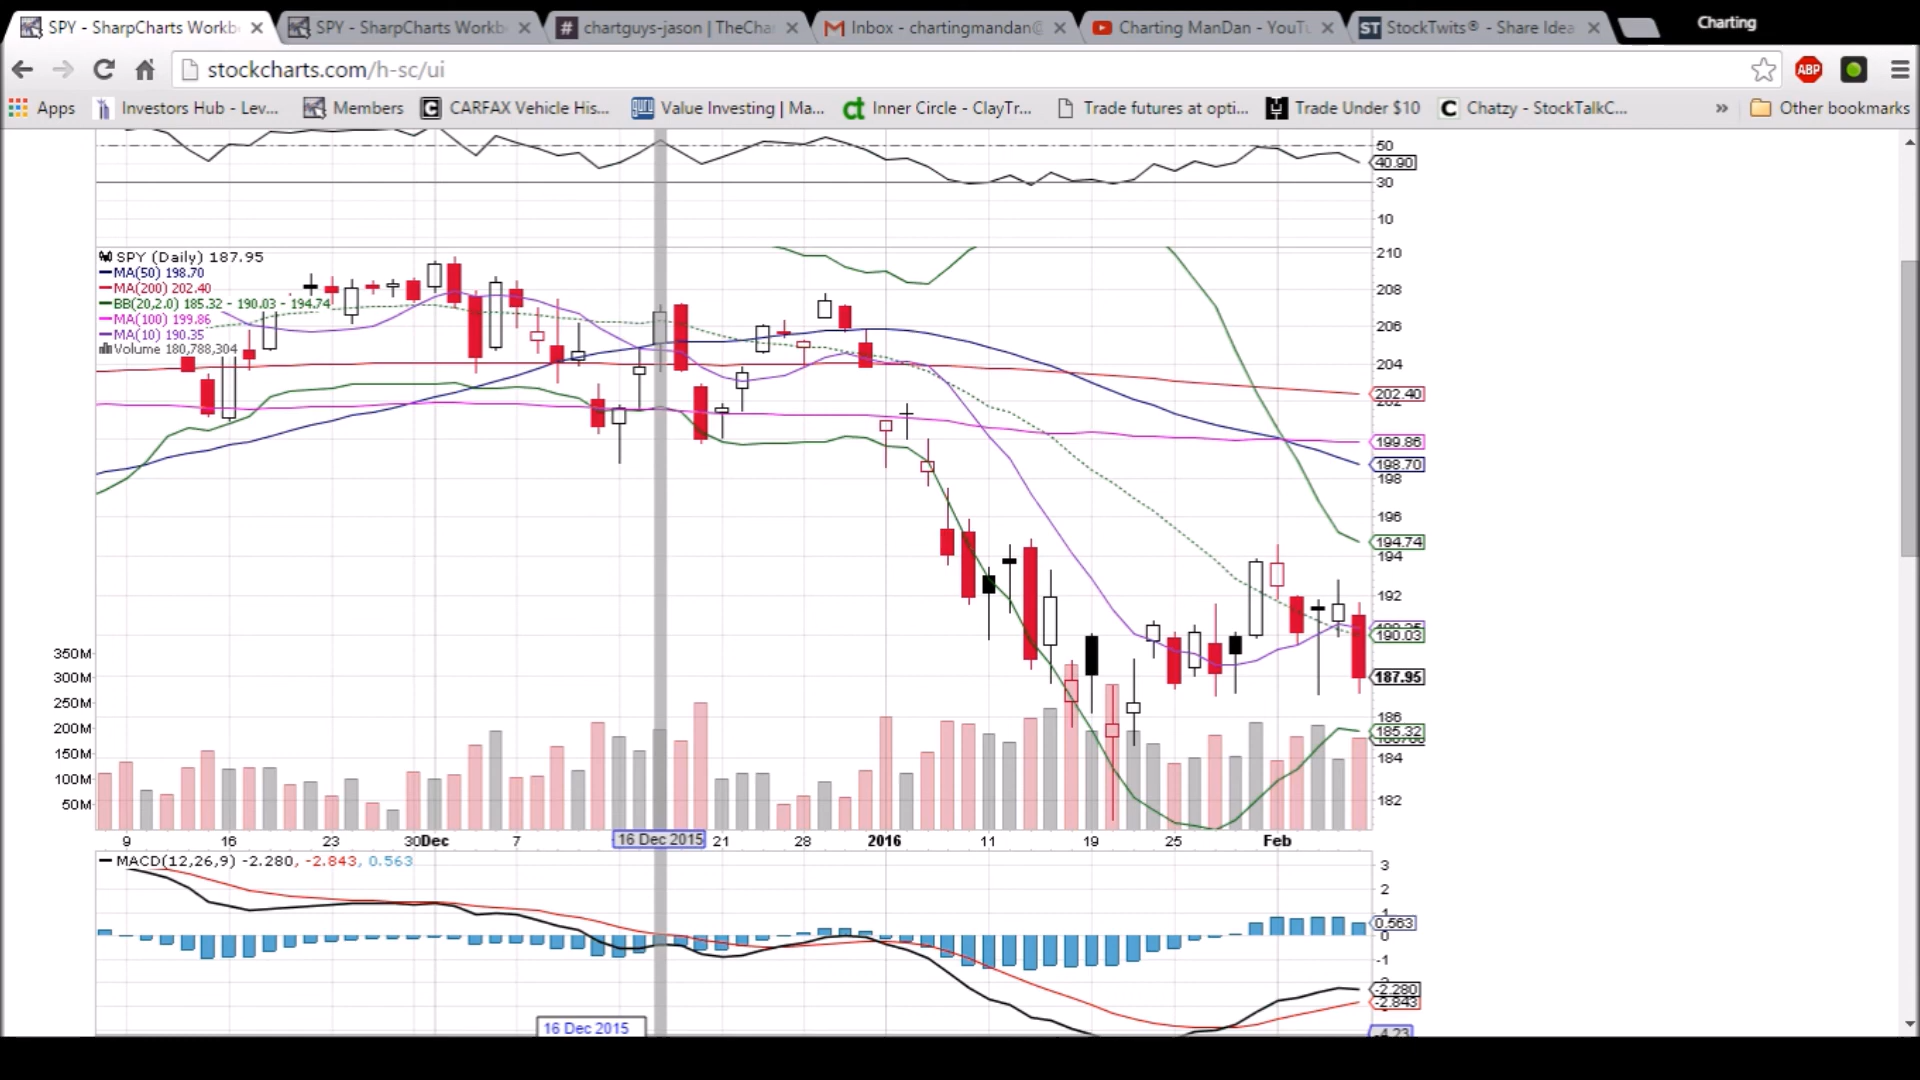 SPY - SharpCharts Workb
SPY - SharpCharts Workb
# chartguys-jason | TheCha
Inbox - chartingmandan@
Charting ManDan - YouTu
ST StockTwits® - Share Idea
Charting
stockcharts.com/h-sc/ui
ABP
Apps
Investors Hub - Lev...
Members
CARFAX Vehicle His...
Value Investing | Ma...
ct Inner Circle - ClayTr...
Trade futures at opti...
Trade Under $10
C Chatzy - StockTalkC...
»
Other bookmarks
50
40.90
30
10
SPY (Daily) 187.95
MA(50) 198.70
MA(200) 202.40
BB(20,2.0) 185.32 - 190.03 - 194.74
MA(100) 199.86
MA(10) 190.35
Volume 180,788,304
210
208
206
204
202.40
202
199.86
198.70
198
196
194.74
194
192
190.03
187.95
186
185.32
184
182
350M
300M
250M
200M
150M
100M
50M
9
16
23
30
Dec
7
16 Dec 2015
21
28
2016
11
19
25
Feb
MACD(12,26,9) -2.280, -2.843, 0.563
3
2
1
0.563
0
-1
-2.280
-2.843
-4.23
16 Dec 2015